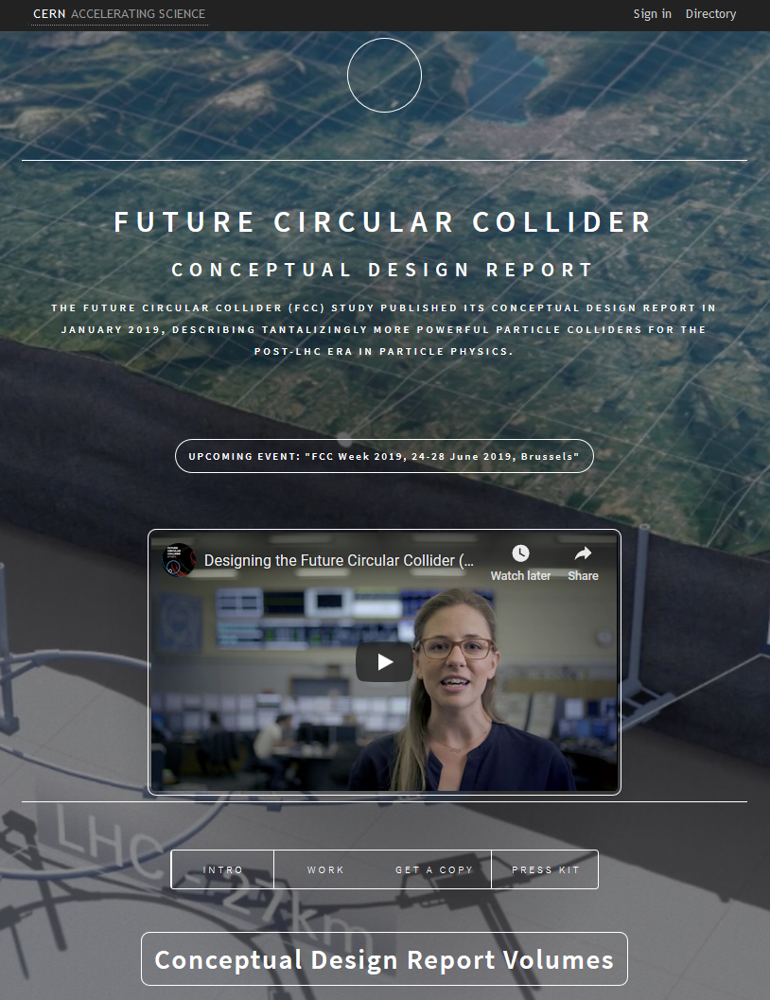 CERN ACCELERATING SCIENCE
Sign in Directory
FUTURE CIRCULAR COLLIDER
CONCEPTUAL DESIGN REPORT
THE FUTURE CIRCULAR COLLIDER (FCC) STUDY PUBLISHED ITS CONCEPTUAL DESIGN REPORT IN
JANUARY 2019, DESCRIBING TANTALIZINGLY MORE POWERFUL PARTICLE COLLIDERS FOR THE
POST-LHC ERA IN PARTICLE PHYSICS.
UPCOMING EVENT: "FCC Week 2019, 24-28 June 2019, Brussels"
Designing the Future Circular Collider (...
Watch later Share
LHC - 27km
INTRO WORK GET A COPY PRESS KIT
Conceptual Design Report Volumes